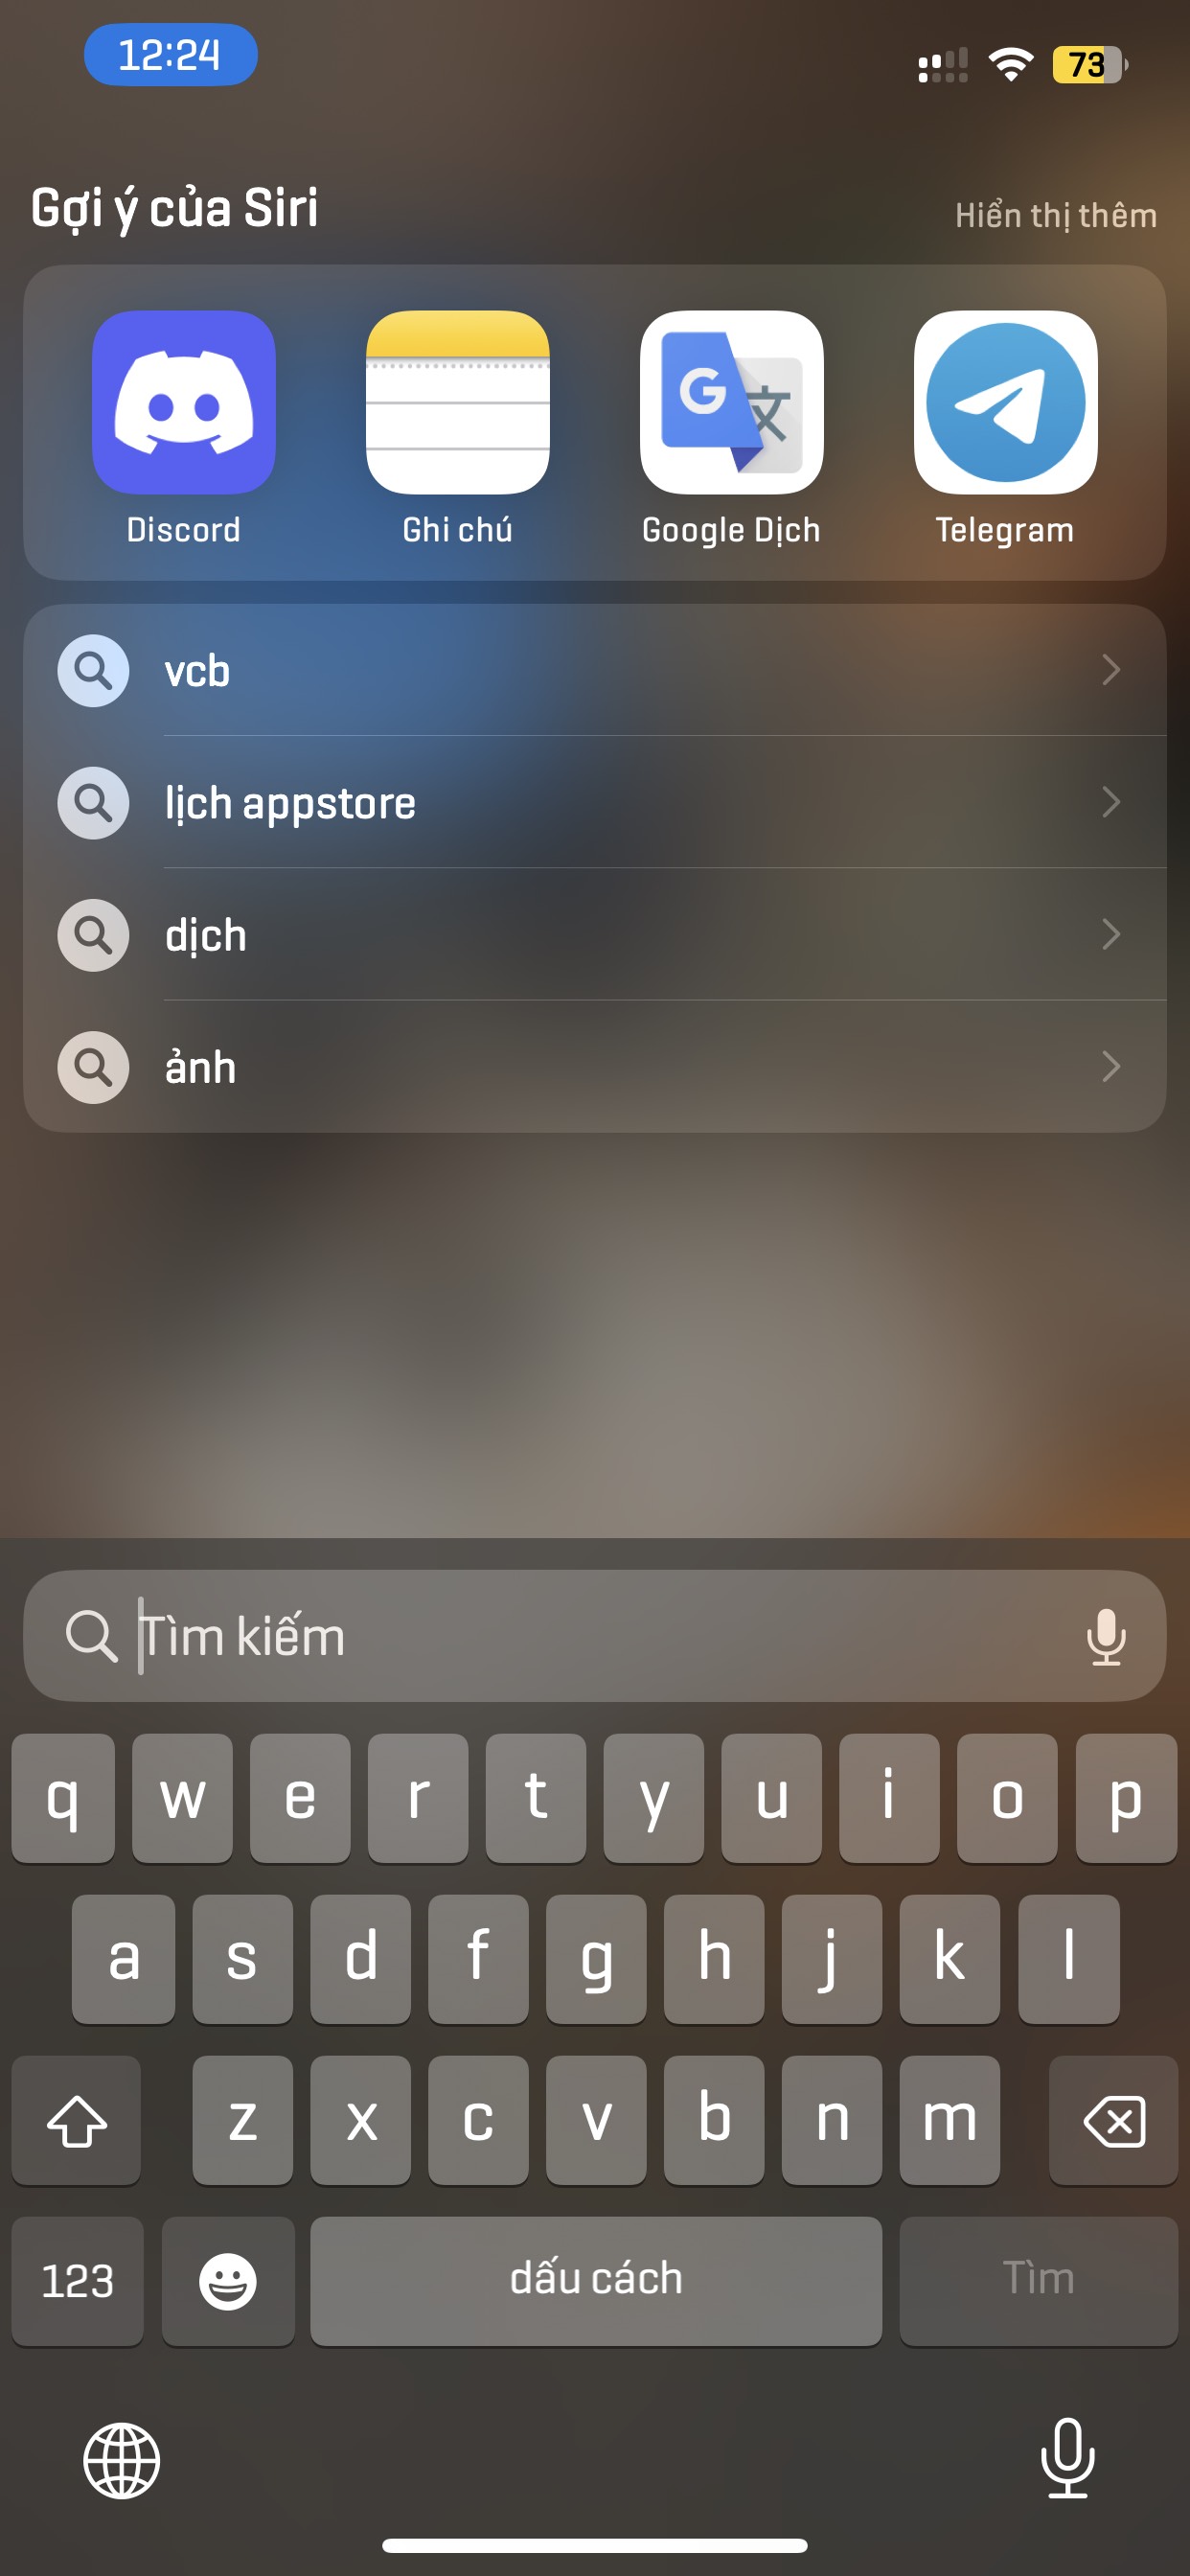 12:24
73
Gợi ý của Siri
Hiển thị thêm
G 文
Discord
Ghi chú
Google Dịch
Telegram
vcb
lịch appstore
dịch
ảnh
Tìm kiếm
q w e r t y u i o p
a s d f g h j k l
z x c v b n m
123
dấu cách
Tìm